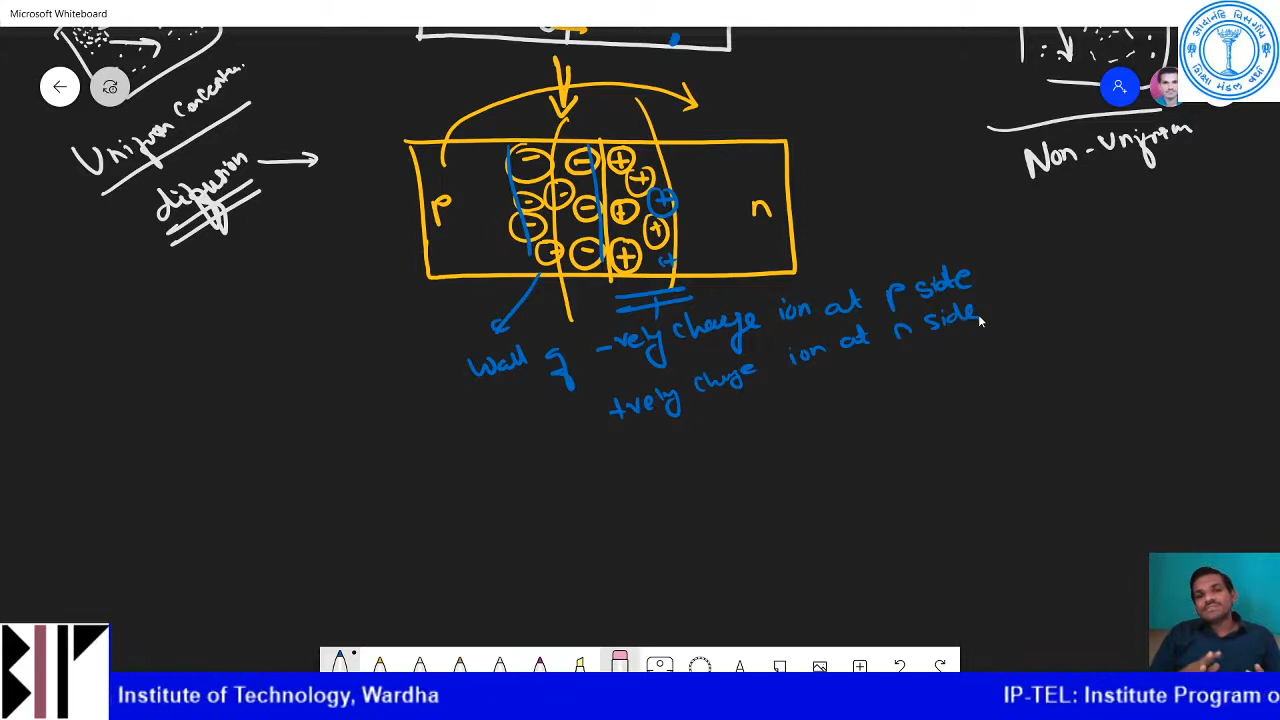 Microsoft Whiteboard
Uniform Concentra.
diffusion
Non-Uniform
p
n
Wall of -vely charge ion at p side
+vely charge ion at n side
Institute of Technology, Wardha
IP-TEL: Institute Program o